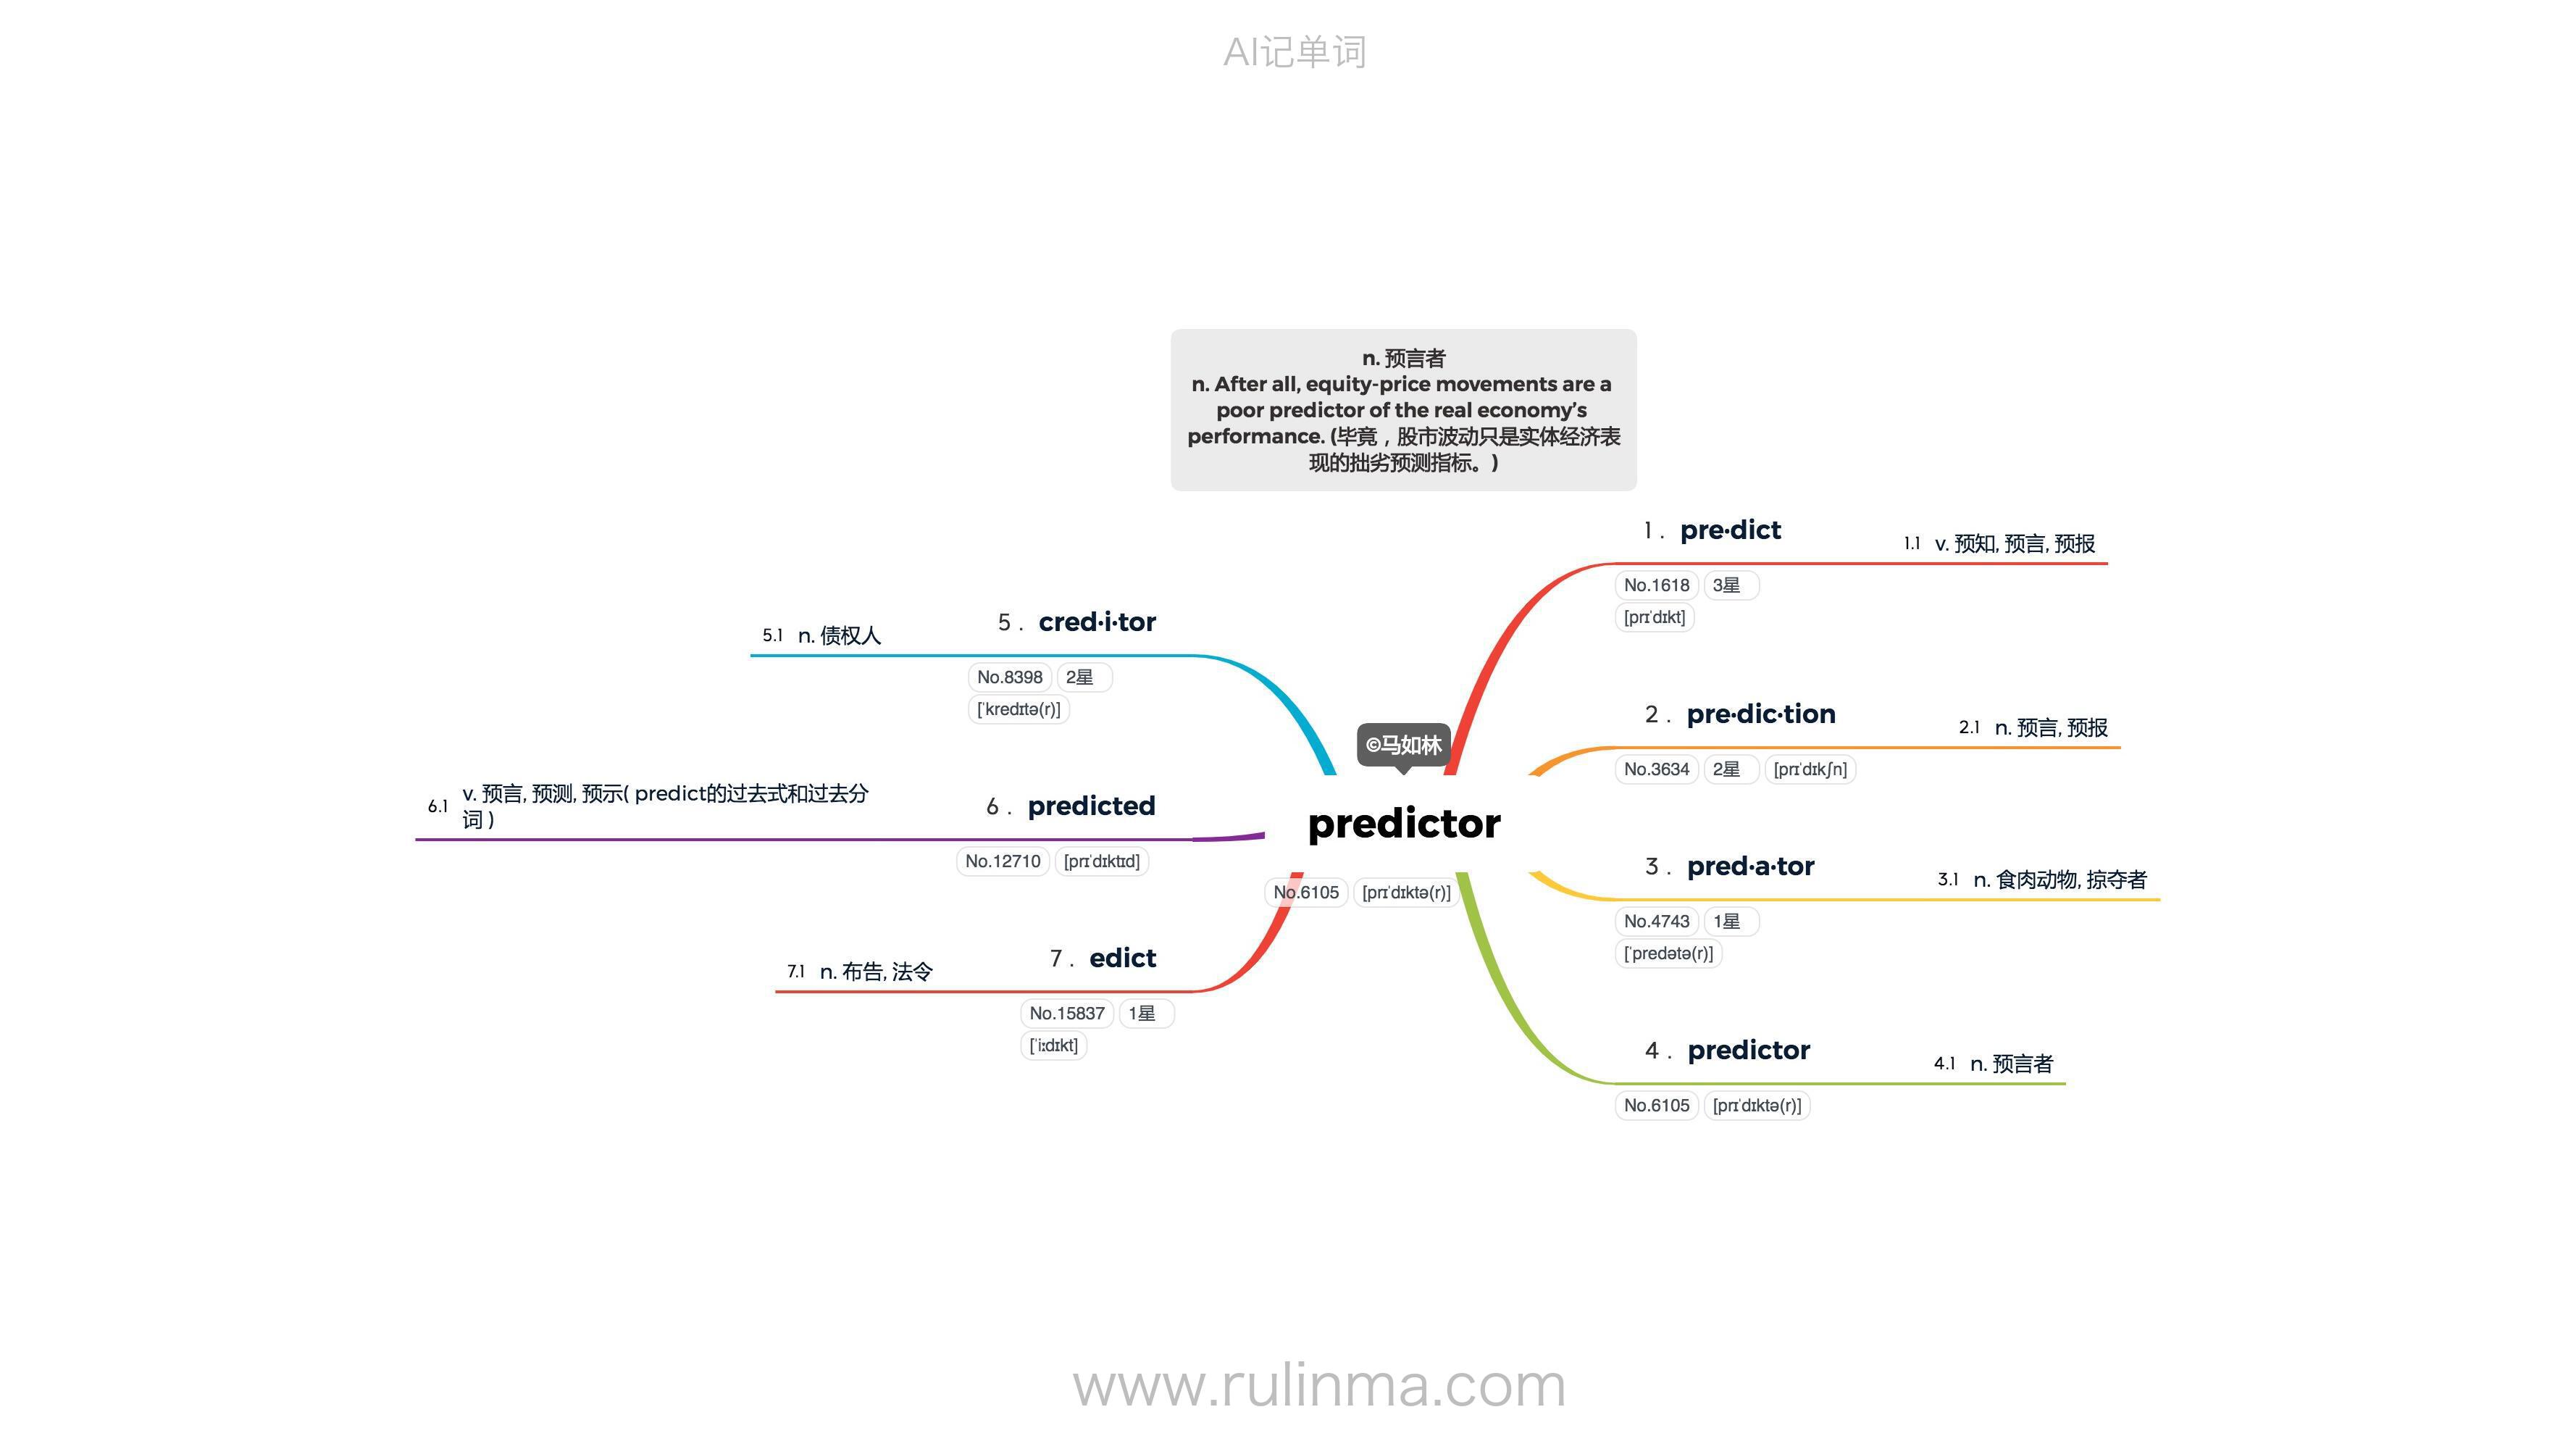 AI记单词
n. 预言者
n. After all, equity-price movements are a
poor predictor of the real economy’s
performance. (毕竟，股市波动只是实体经济表
现的拙劣预测指标。)
1 . pre·dict
1.1 v. 预知, 预言, 预报
No.1618 3星
[prɪˈdɪkt]
2 . pre·dic·tion
2.1 n. 预言, 预报
No.3634 2星 [prɪˈdɪkʃn]
3 . pred·a·tor
3.1 n. 食肉动物, 掠夺者
No.4743 1星
[ˈpredətə(r)]
4 . predictor
4.1 n. 预言者
No.6105 [prɪˈdɪktə(r)]
5 . cred·i·tor
5.1 n. 债权人
No.8398 2星
[ˈkredɪtə(r)]
6 . predicted
6.1 v. 预言, 预测, 预示( predict的过去式和过去分
词 )
No.12710 [prɪˈdɪktɪd]
7 . edict
7.1 n. 布告, 法令
No.15837 1星
[ˈiːdɪkt]
©马如林
predictor
No.6105 [prɪˈdɪktə(r)]
www.rulinma.com